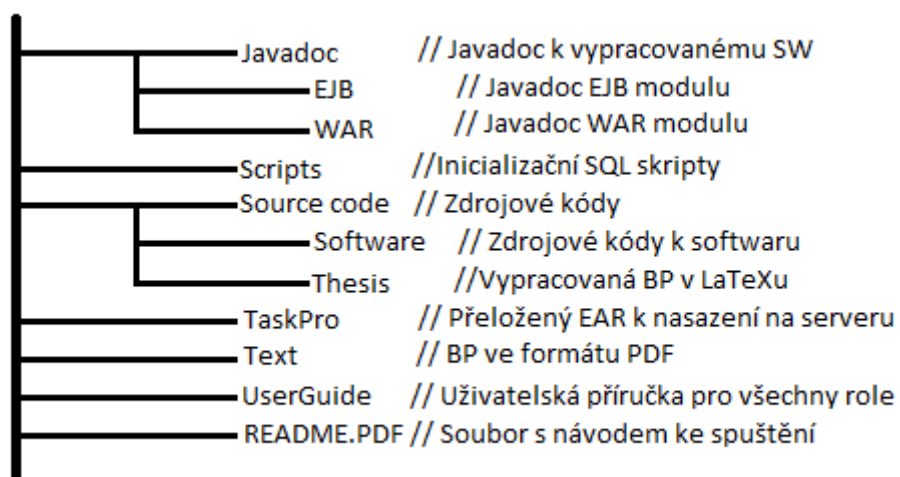 Javadoc // Javadoc k vypracovanému SW
EJB // Javadoc EJB modulu
WAR // Javadoc WAR modulu
Scripts //Inicializační SQL skripty
Source code // Zdrojové kódy
Software // Zdrojové kódy k softwaru
Thesis //Vypracovaná BP v LaTeXu
TaskPro // Přeložený EAR k nasazení na serveru
Text // BP ve formátu PDF
UserGuide // Uživatelská příručka pro všechny role
README.PDF // Soubor s návodem ke spuštění